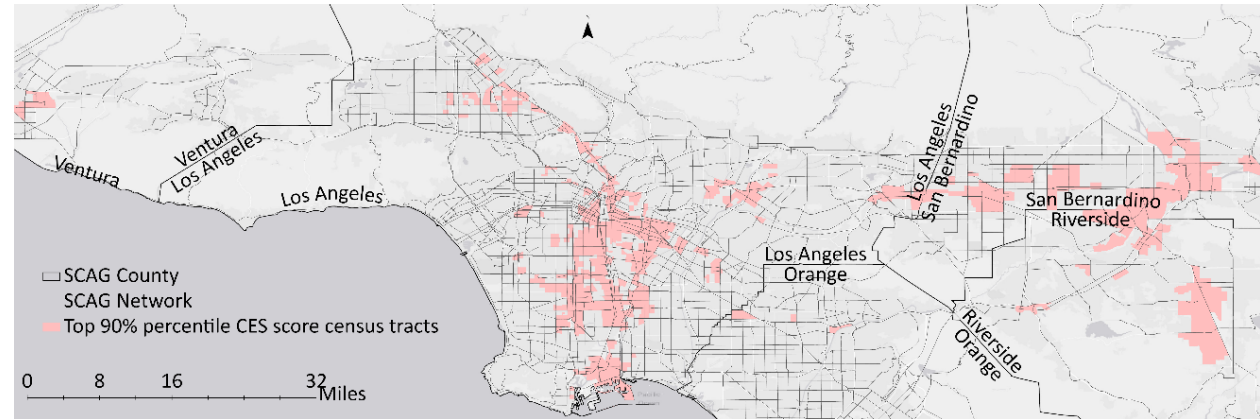 Ventura
Ventura
Los Angeles
Los Angeles
Los Angeles
San Bernardino
San Bernardino
Riverside
Los Angeles
Orange
Riverside
Orange
SCAG County
SCAG Network
Top 90% percentile CES score census tracts
0 8 16 32 Miles